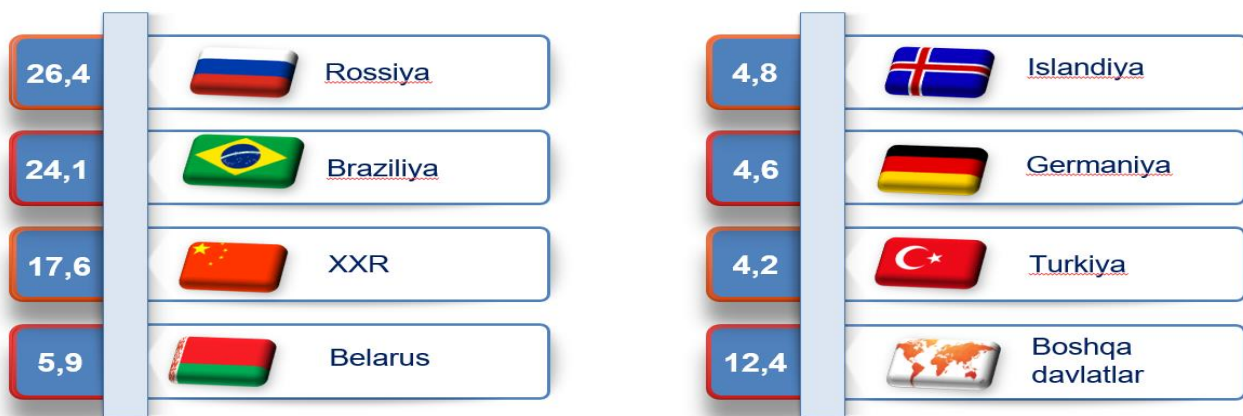 26,4 Rossiya
24,1 Braziliya
17,6 XXR
5,9 Belarus
4,8 Islandiya
4,6 Germaniya
4,2 Turkiya
12,4 Boshqa
davlatlar